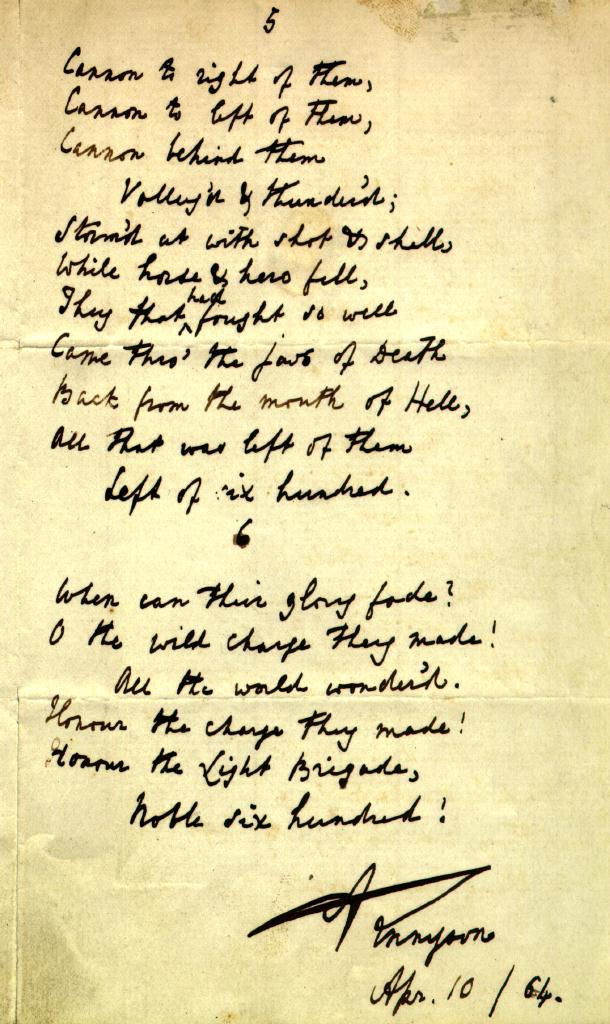 5
Cannon to right of them,
Cannon to left of them,
Cannon behind them
Volley'd & thunder'd;
Storm'd at with shot & shell,
While horse & hero fell,
They that had fought so well
Came thro' the jaws of Death
Back from the mouth of Hell,
All that was left of them
Left of six hundred.
6
When can their glory fade?
O the wild charge they made!
All the world wonder'd.
Honour the charge they made!
Honour the Light Brigade,
Noble six hundred!
A Tennyson
Apr. 10 / 64.